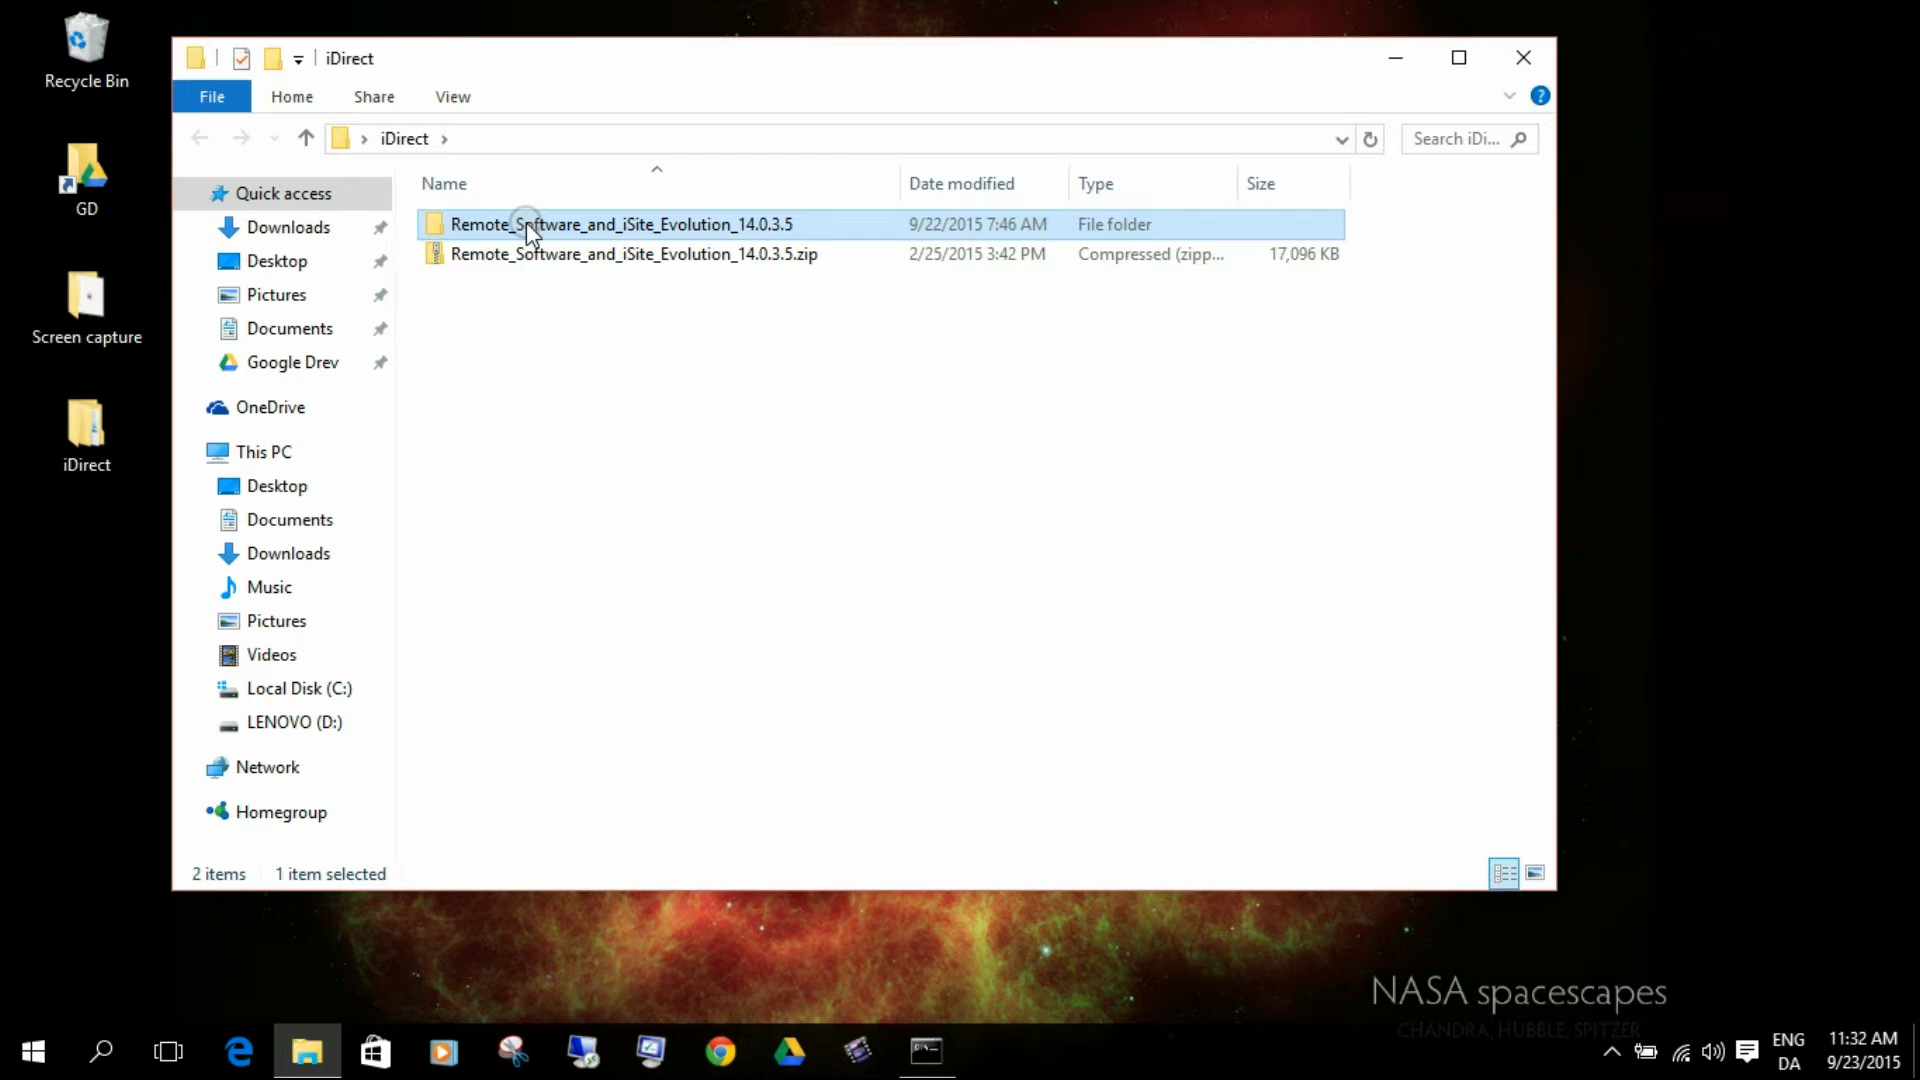 Recycle Bin
GD
Screen capture
iDirect
iDirect
File Home Share View
iDirect
Search iDi...
Name Date modified Type Size
Remote_Software_and_iSite_Evolution_14.0.3.5 9/22/2015 7:46 AM File folder
Remote_Software_and_iSite_Evolution_14.0.3.5.zip 2/25/2015 3:42 PM Compressed (zipp... 17,096 KB
Quick access
Downloads
Desktop
Pictures
Documents
Google Drev
OneDrive
This PC
Desktop
Documents
Downloads
Music
Pictures
Videos
Local Disk (C:)
LENOVO (D:)
Network
Homegroup
2 items 1 item selected
NASA spacescapes
CHANDRA, HUBBLE, SPITZER
ENG 11:32 AM
DA 9/23/2015